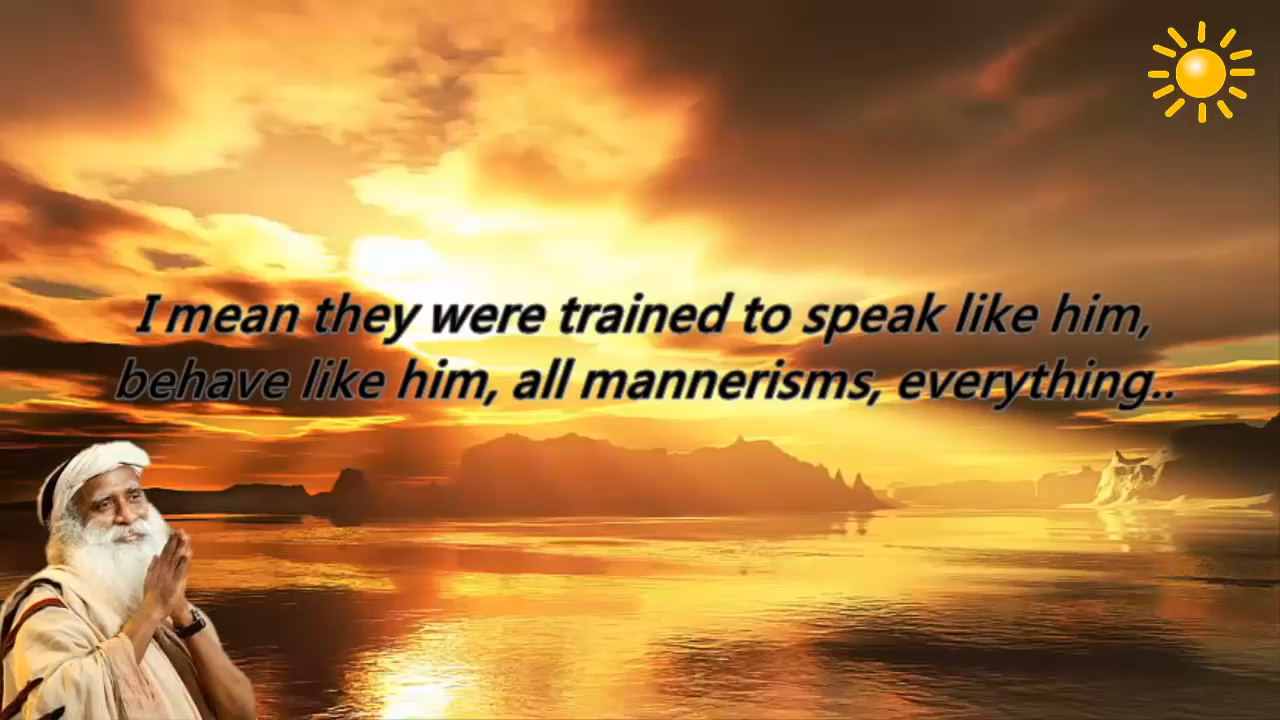 I mean they were trained to speak like him,
behave like him, all mannerisms, everything..